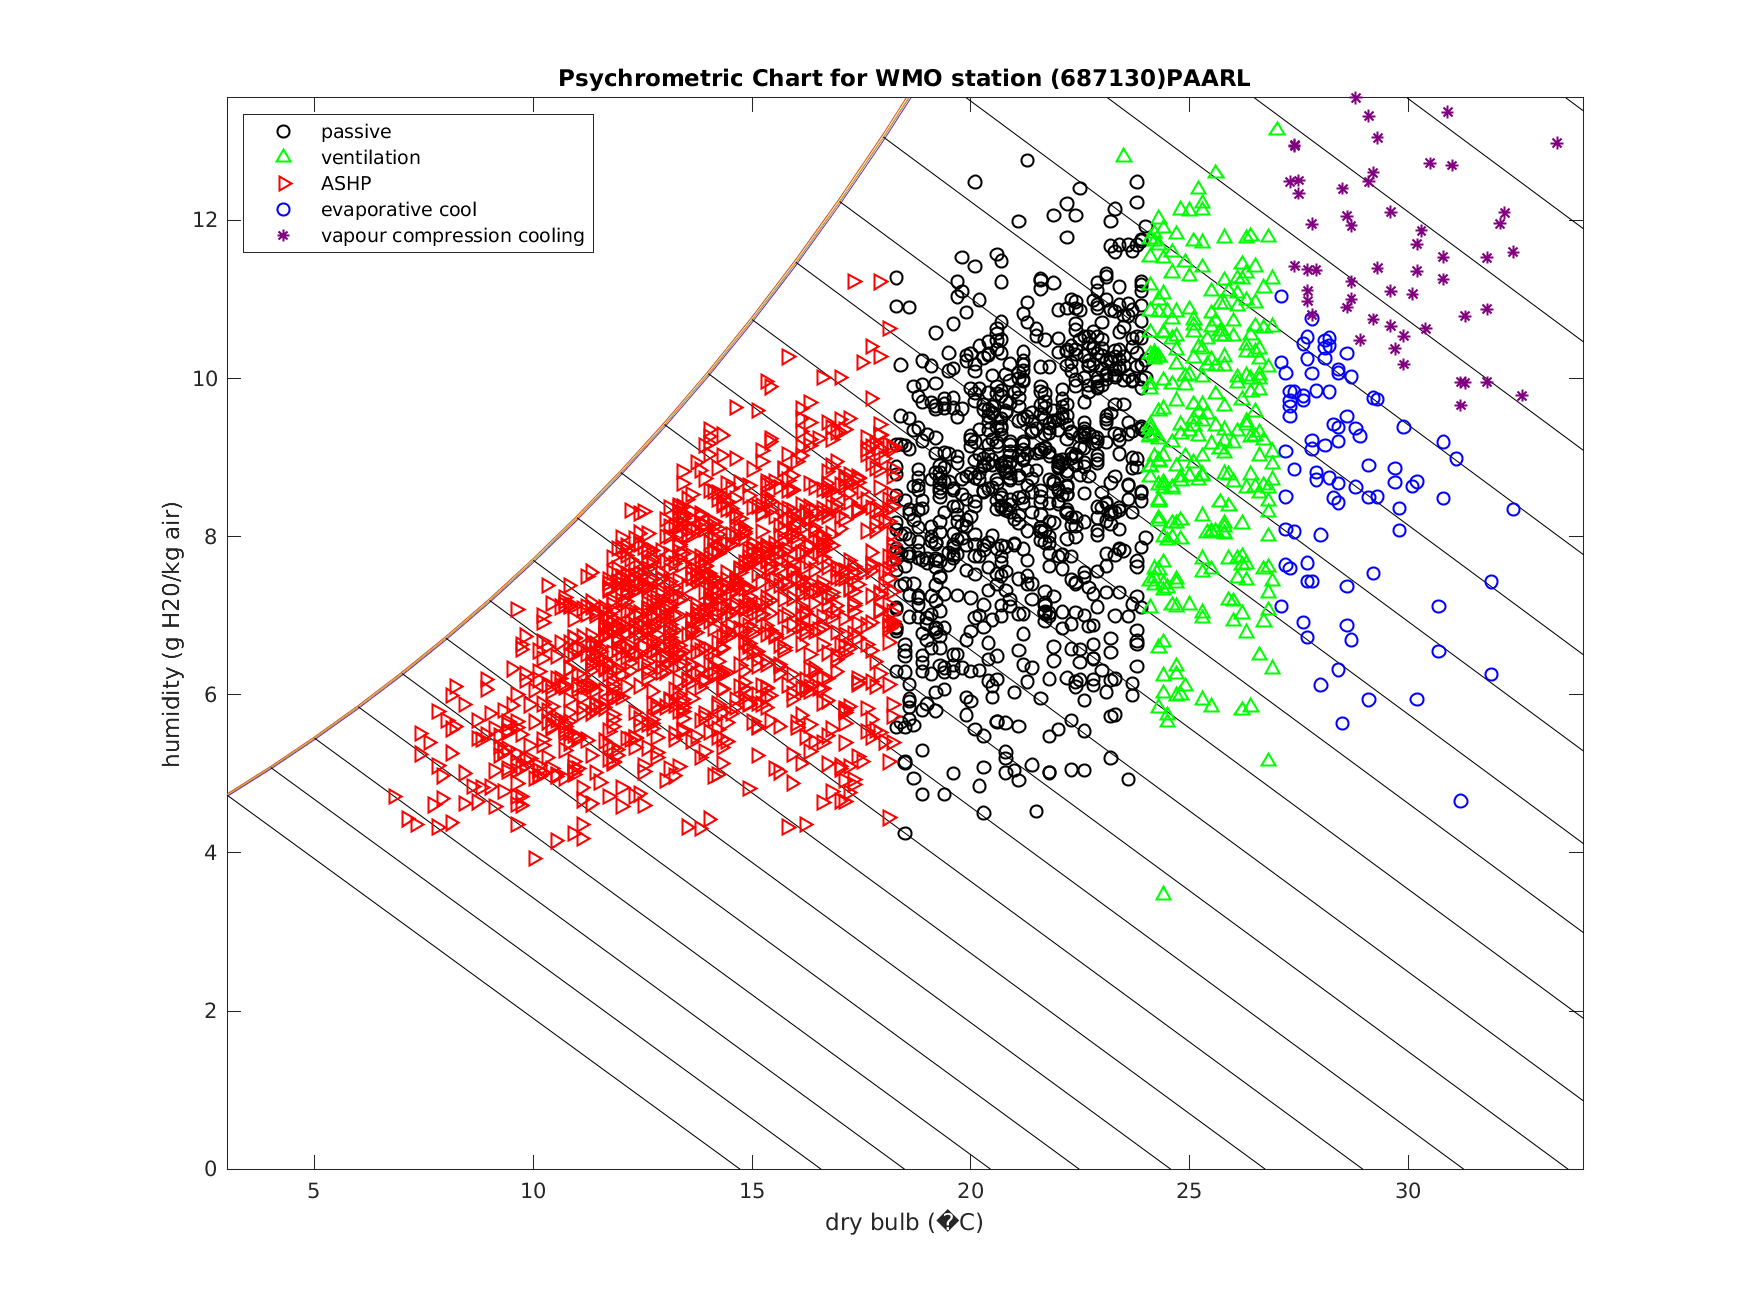 Psychrometric Chart for WMO station (687130)PAARL
passive
ventilation
ASHP
evaporative cool
vapour compression cooling
humidity (g H20/kg air)
12
10
8
6
4
2
0
5 10 15 20 25 30
dry bulb (�C)